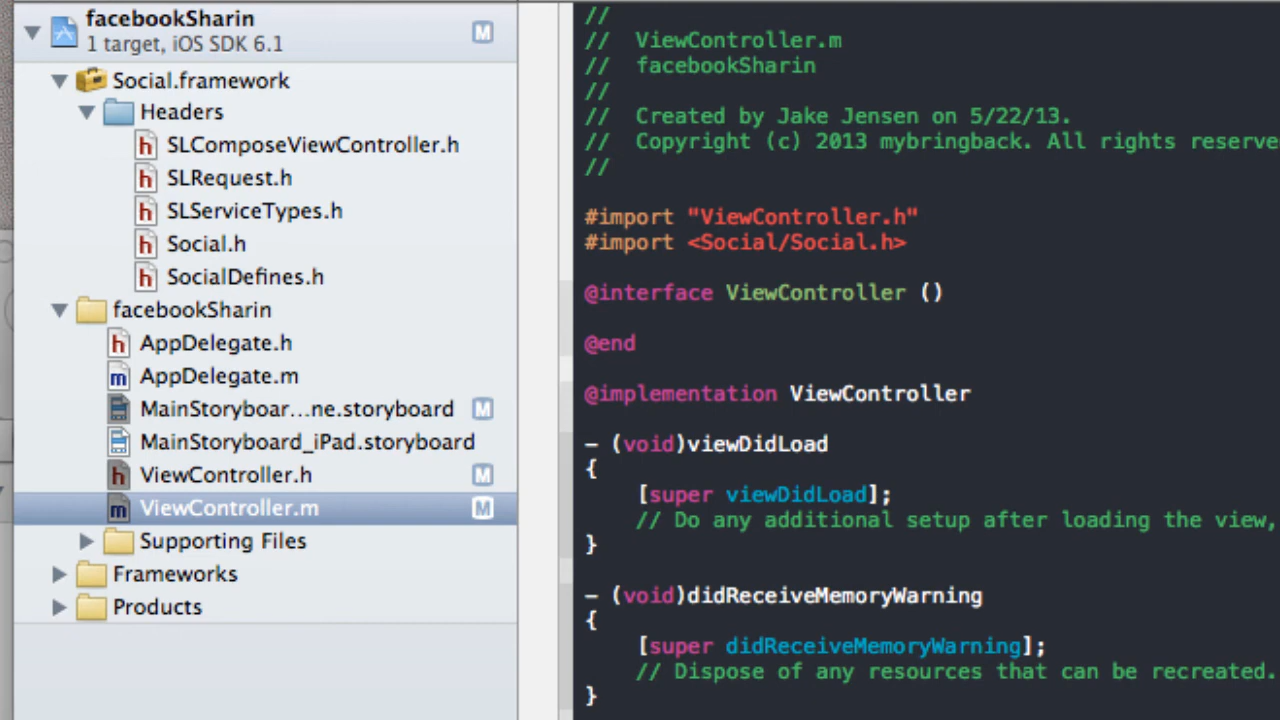 facebookSharin
1 target, iOS SDK 6.1
M
Social.framework
Headers
h SLComposeViewController.h
h SLRequest.h
h SLServiceTypes.h
h Social.h
h SocialDefines.h
facebookSharin
h AppDelegate.h
m AppDelegate.m
MainStoryboar...ne.storyboard M
MainStoryboard_iPad.storyboard
h ViewController.h M
m ViewController.m M
Supporting Files
Frameworks
Products
//
// ViewController.m
// facebookSharin
//
// Created by Jake Jensen on 5/22/13.
// Copyright (c) 2013 mybringback. All rights reserve
//
#import "ViewController.h"
#import <Social/Social.h>
@interface ViewController ()
@end
@implementation ViewController
- (void)viewDidLoad
{
[super viewDidLoad];
// Do any additional setup after loading the view,
}
- (void)didReceiveMemoryWarning
{
[super didReceiveMemoryWarning];
// Dispose of any resources that can be recreated.
}